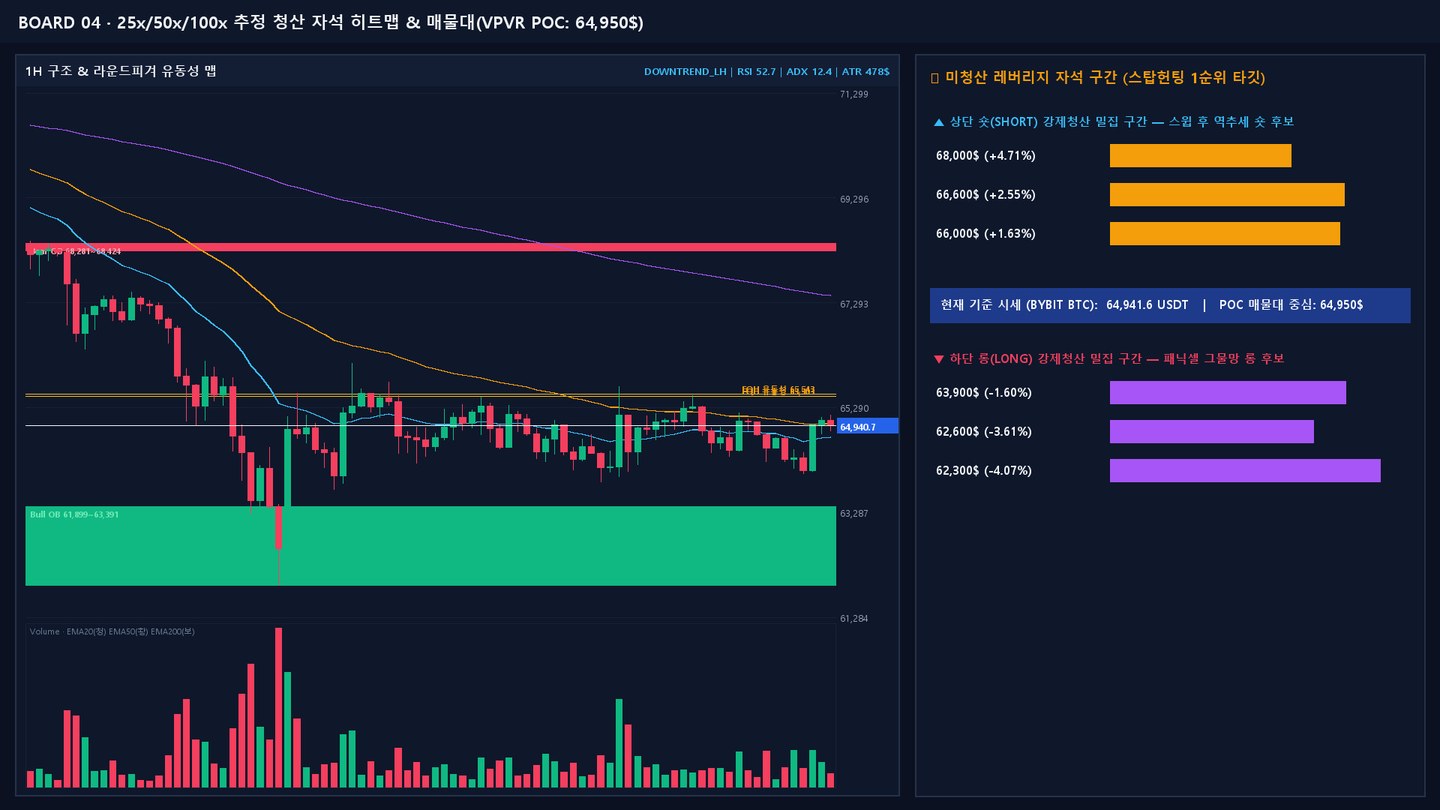 BOARD 04 · 25x/50x/100x 추정 청산 자석 히트맵 & 매물대(VPVR POC: 64,950$)
1H 구조 & 라운드피겨 유동성 맵
DOWNTREND_LH | RSI 52.7 | ADX 12.4 | ATR 478$
71,299
69,296
68,281~68,424
67,293
EQH 유동성
65,290
64,940.7
Bull OB 61,899~63,391
63,287
61,284
Volume · EMA20(청) EMA50(황) EMA200(보)
미청산 레버리지 자석 구간 (스탑헌팅 1순위 타깃)
▲ 상단 숏(SHORT) 강제청산 밀집 구간 — 스윕 후 역추세 숏 후보
68,000$ (+4.71%)
66,600$ (+2.55%)
66,000$ (+1.63%)
현재 기준 시세 (BYBIT BTC): 64,941.6 USDT | POC 매물대 중심: 64,950$
▼ 하단 롱(LONG) 강제청산 밀집 구간 — 패닉셀 그물망 롱 후보
63,900$ (-1.60%)
62,600$ (-3.61%)
62,300$ (-4.07%)